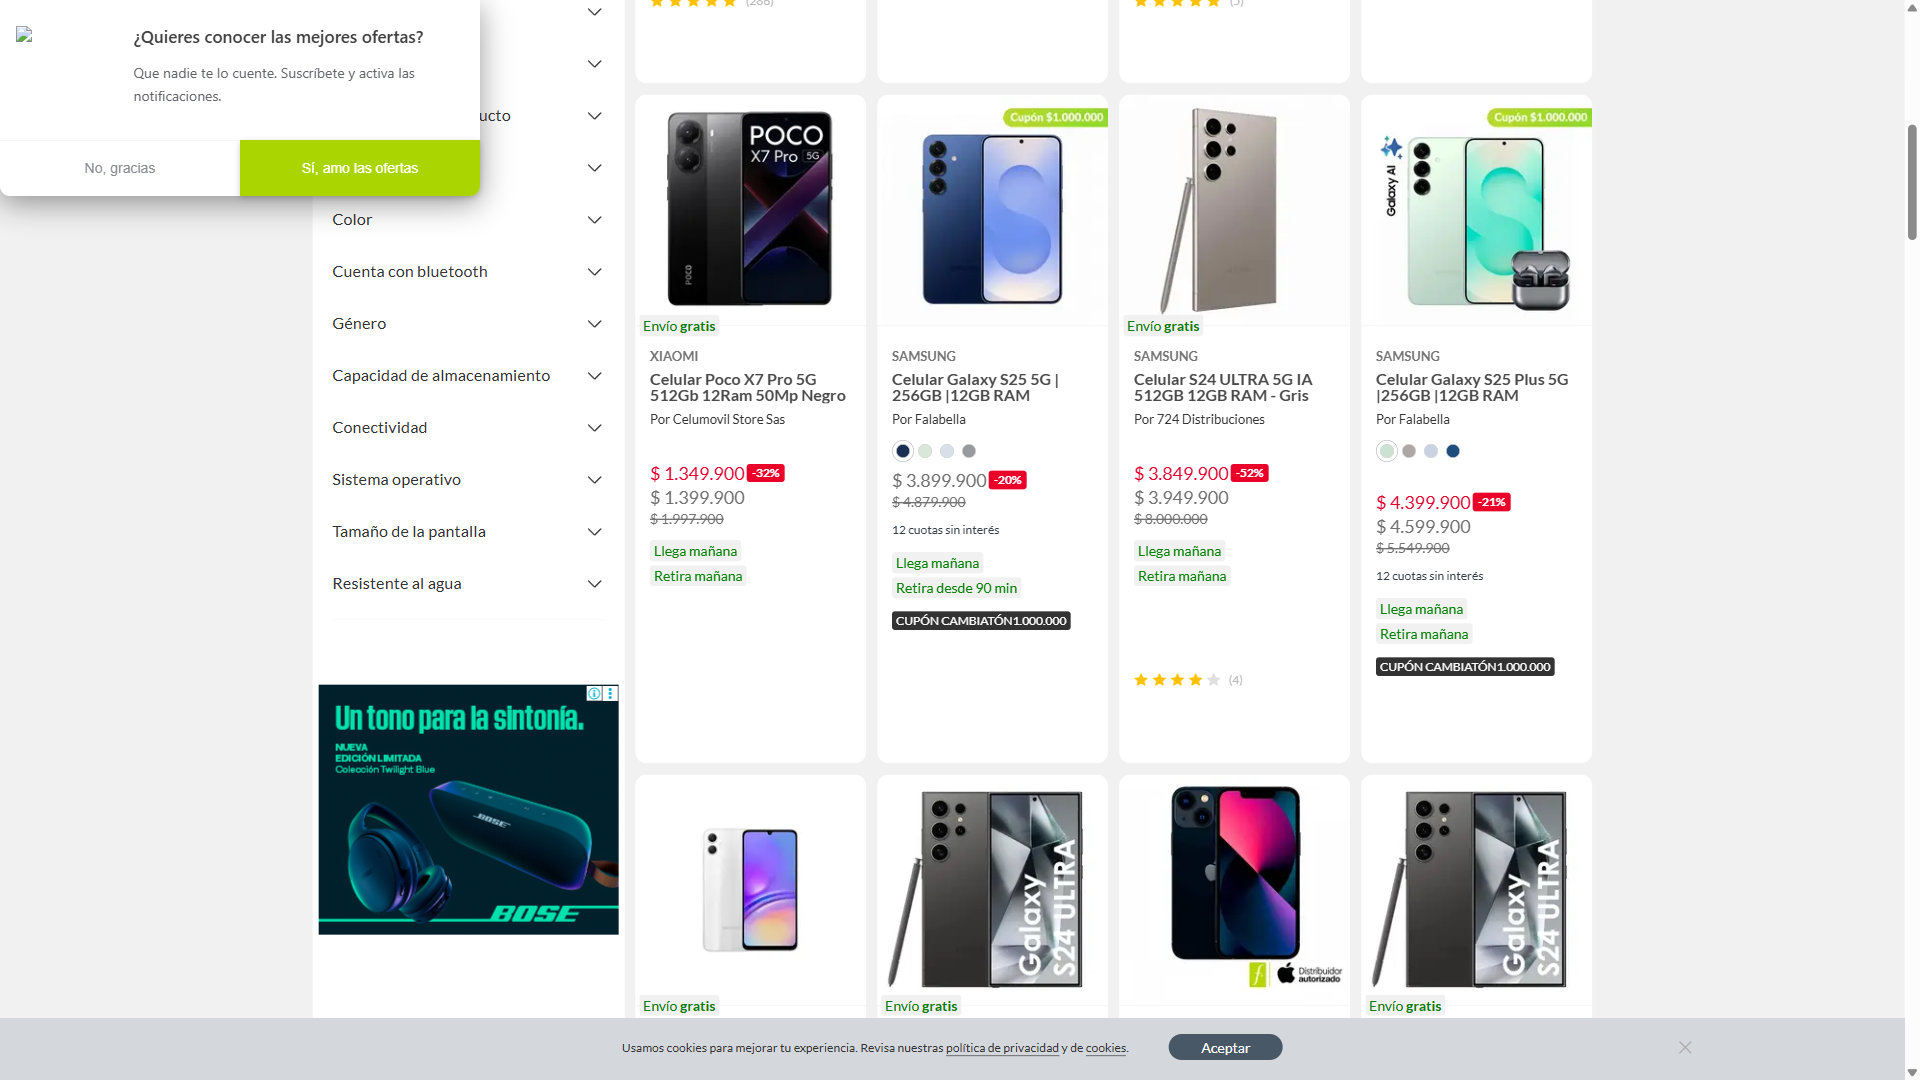 ¿Quieres conocer las mejores ofertas?
Que nadie te lo cuente. Suscríbete y activa las
notificaciones.
No, gracias
Sí, amo las ofertas
ucto
Color
Cuenta con bluetooth
Género
Capacidad de almacenamiento
Conectividad
Sistema operativo
Tamaño de la pantalla
Resistente al agua
Un tono para la sintonía.
NUEVA
EDICIÓN LIMITADA
Colección Twilight Blue
BOSE
BOSE
(286)
(5)
POCO
X7 Pro 5G
POCO
Envío gratis
XIAOMI
Celular Poco X7 Pro 5G
512Gb 12Ram 50Mp Negro
Por Celumovil Store Sas
$ 1.349.900 -32%
$ 1.399.900
$ 1.997.900
Llega mañana
Retira mañana
Cupón $1.000.000
SAMSUNG
Celular Galaxy S25 5G |
256GB |12GB RAM
Por Falabella
$ 3.899.900 -20%
$ 4.879.900
12 cuotas sin interés
Llega mañana
Retira desde 90 min
CUPÓN CAMBIATÓN1.000.000
Envío gratis
SAMSUNG
Celular S24 ULTRA 5G IA
512GB 12GB RAM - Gris
Por 724 Distribuciones
$ 3.849.900 -52%
$ 3.949.900
$ 8.000.000
Llega mañana
Retira mañana
(4)
Cupón $1.000.000
Galaxy AI
SAMSUNG
Celular Galaxy S25 Plus 5G
|256GB |12GB RAM
Por Falabella
$ 4.399.900 -21%
$ 4.599.900
$ 5.549.900
12 cuotas sin interés
Llega mañana
Retira mañana
CUPÓN CAMBIATÓN1.000.000
Envío gratis
Galaxy
S24 ULTRA
Envío gratis
f
Distribuidor
autorizado
Galaxy
S24 ULTRA
Envío gratis
Usamos cookies para mejorar tu experiencia. Revisa nuestras política de privacidad y de cookies.
Aceptar